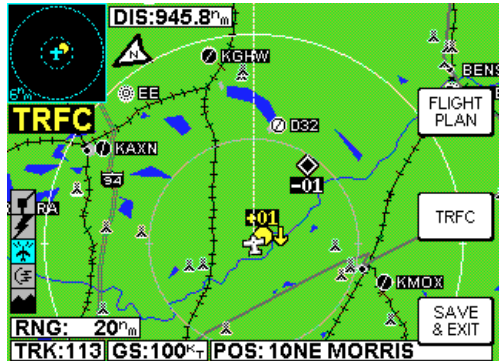 DIS:945.8nm
N
KGHW
BENS
6nm
EE
TRFC
FLIGHT
PLAN
D32
KAXN
94
-01
RA
+01
TRFC
KMOX
SAVE
& EXIT
RNG: 20nm
TRK:113 GS:100KT POS: 10NE MORRIS